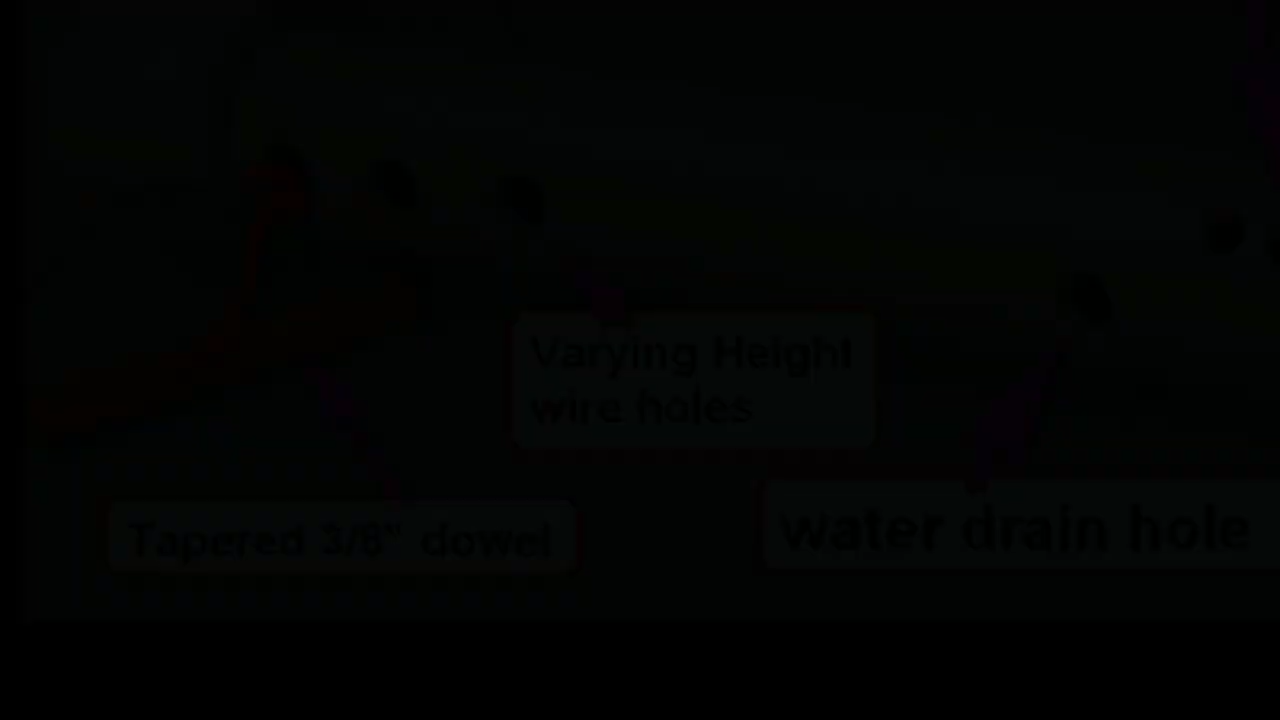 Varying Height
wire holes
Tapered 3/8" dowel
water drain hole